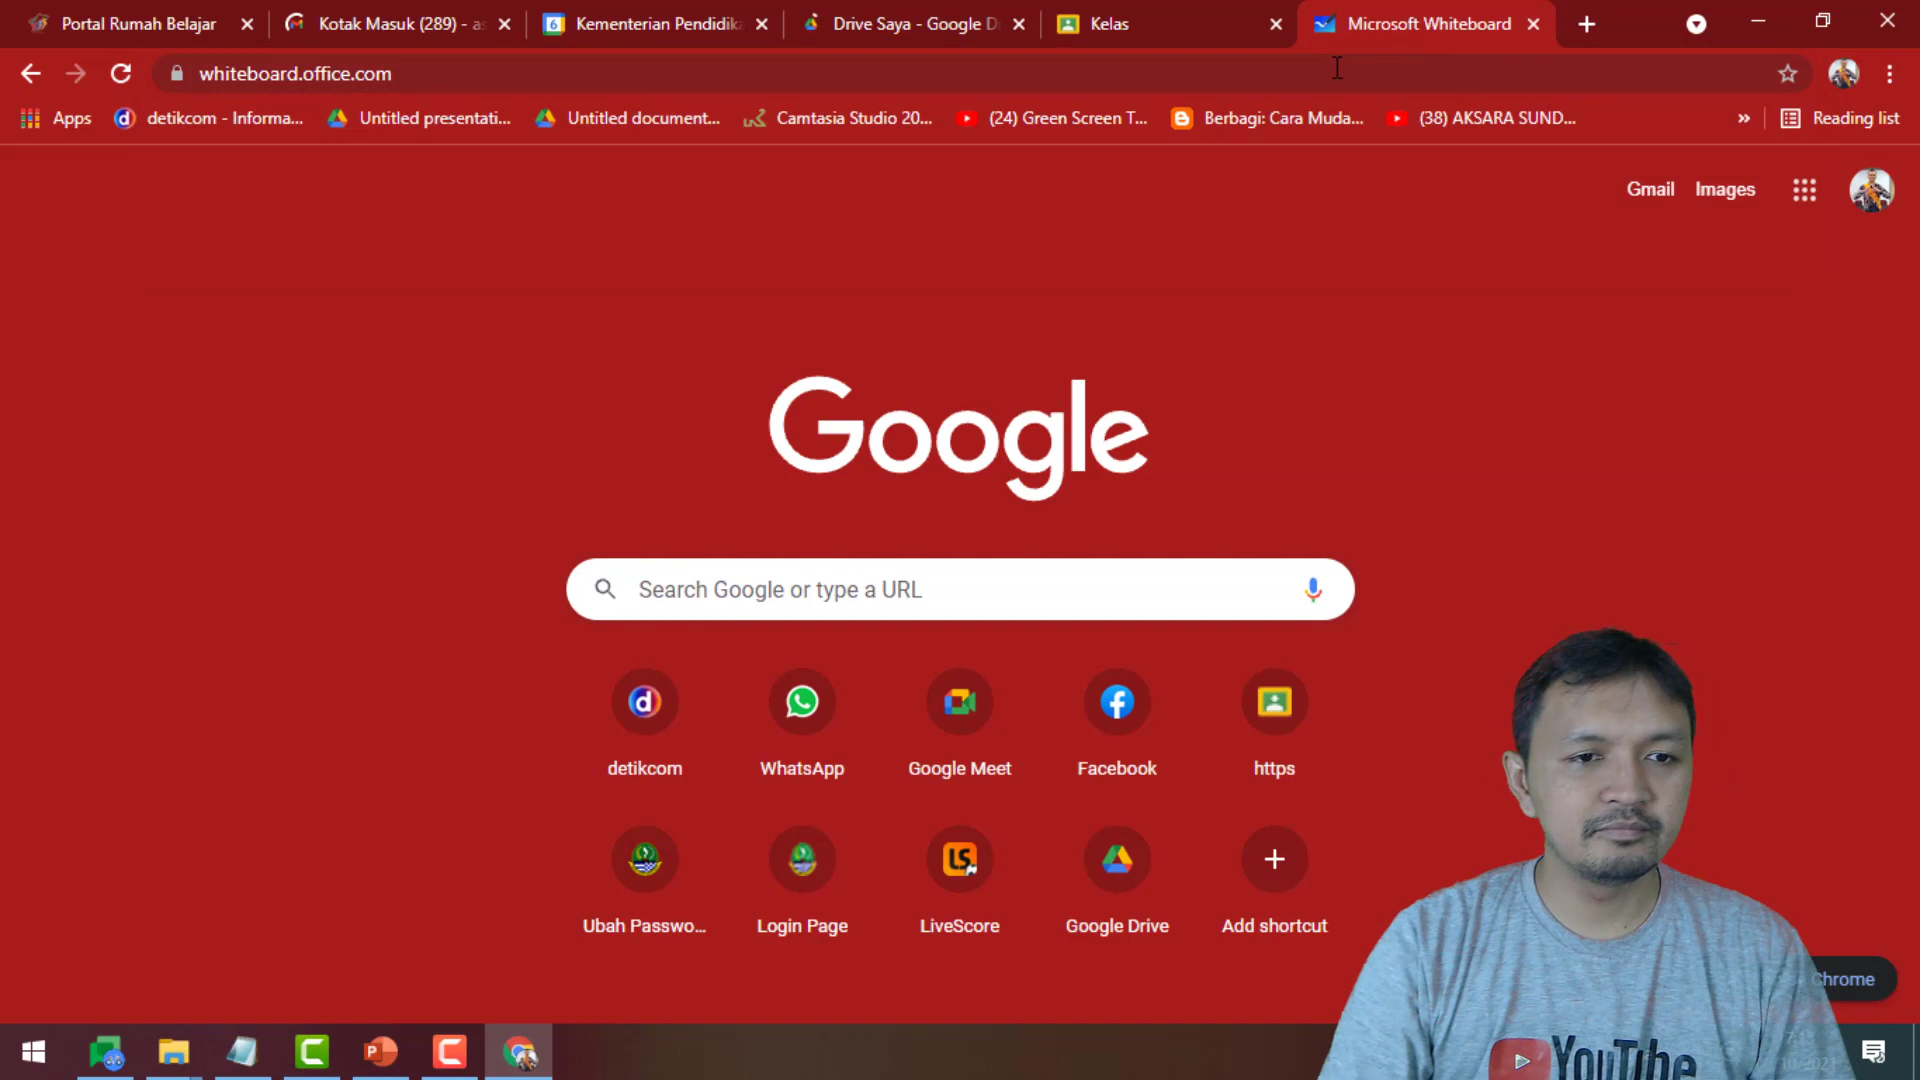 Portal Rumah Belajar
Kotak Masuk (289) - as
Kementerian Pendidika
Drive Saya - Google D
Kelas
Microsoft Whiteboard
whiteboard.office.com
Apps
detikcom - Informa...
Untitled presentati...
Untitled document...
Camtasia Studio 20...
(24) Green Screen T...
Berbagi: Cara Muda...
(38) AKSARA SUND...
»
Reading list
Gmail
Images
Google
Search Google or type a URL
detikcom
WhatsApp
Google Meet
Facebook
https
Ubah Passwo...
Login Page
LiveScore
Google Drive
Add shortcut
Chrome
YouTube